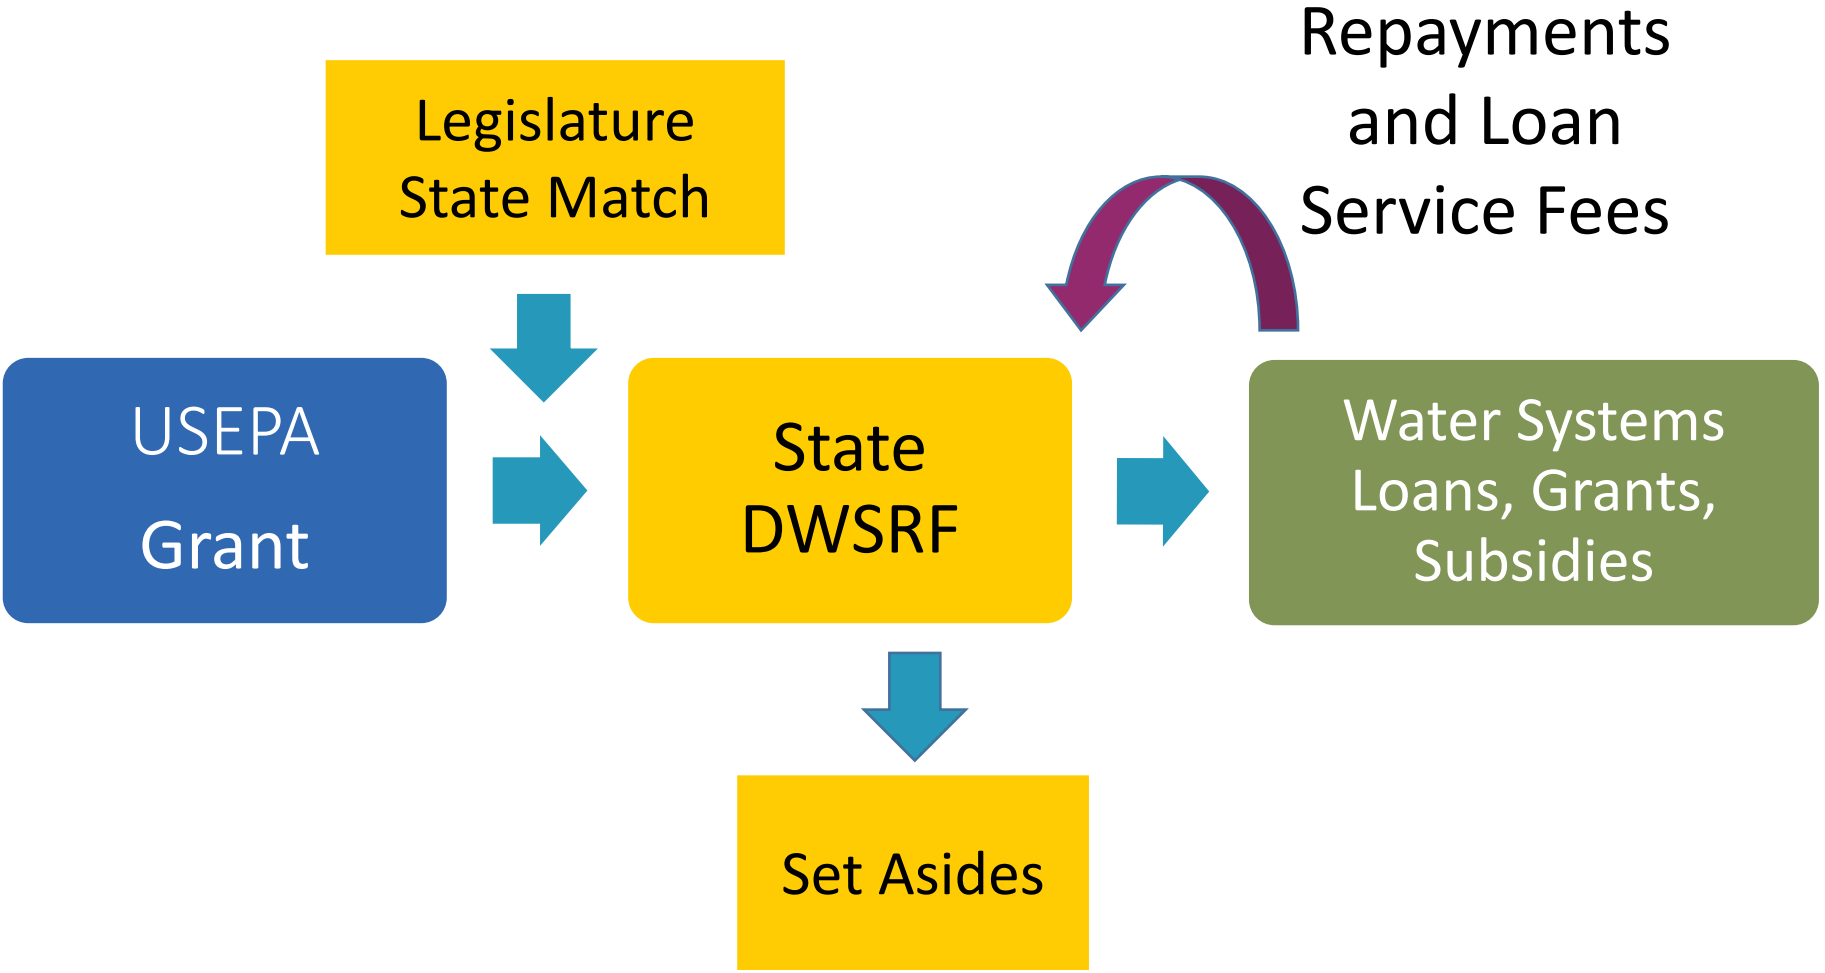 Repayments
and Loan
Service Fees
Legislature
State Match
USEPA
Grant
State
DWSRF
Water Systems
Loans, Grants,
Subsidies
Set Asides